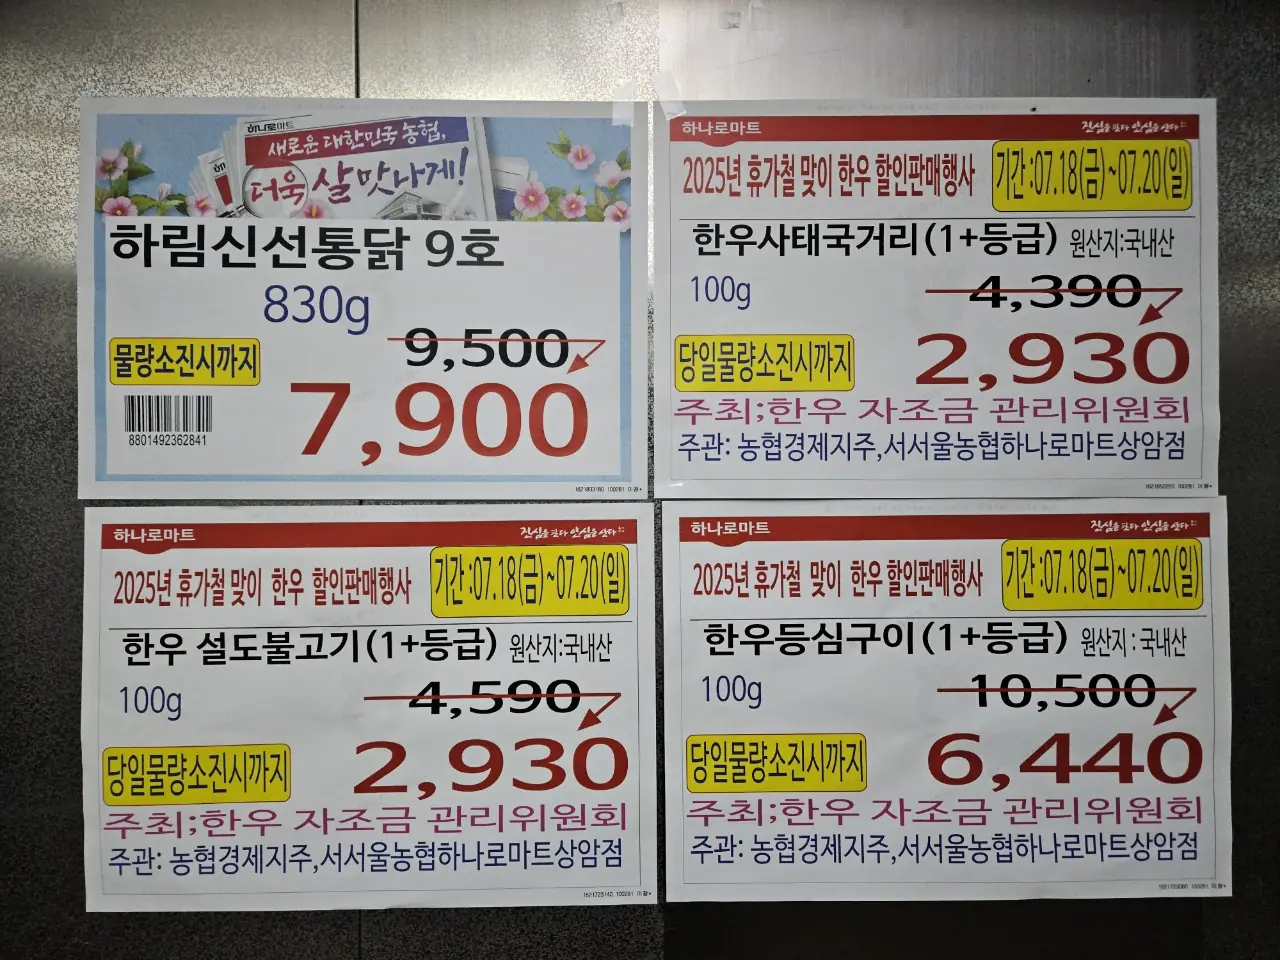 하나로마트
새로운 대한민국 농협,
더욱 살맛나게!
하림신선통닭 9호
830g
9,500
물량소진시까지
7,900
8801492362841
하나로마트
진심을 판다 안심을 산다
2025년 휴가철 맞이 한우 할인판매행사
기간:07.18(금)~07.20(일)
한우사태국거리(1+등급) 원산지:국내산
100g
4,390
당일물량소진시까지
2,930
주최;한우 자조금 관리위원회
주관: 농협경제지주,서서울농협하나로마트상암점
하나로마트
진심을 판다 안심을 산다
2025년 휴가철 맞이 한우 할인판매행사
기간:07.18(금)~07.20(일)
한우 설도불고기(1+등급) 원산지:국내산
100g
4,590
당일물량소진시까지
2,930
주최;한우 자조금 관리위원회
주관: 농협경제지주,서서울농협하나로마트상암점
하나로마트
진심을 판다 안심을 산다
2025년 휴가철 맞이 한우 할인판매행사
기간:07.18(금)~07.20(일)
한우등심구이(1+등급) 원산지 : 국내산
100g
10,500
당일물량소진시까지
6,440
주최;한우 자조금 관리위원회
주관: 농협경제지주,서서울농협하나로마트상암점